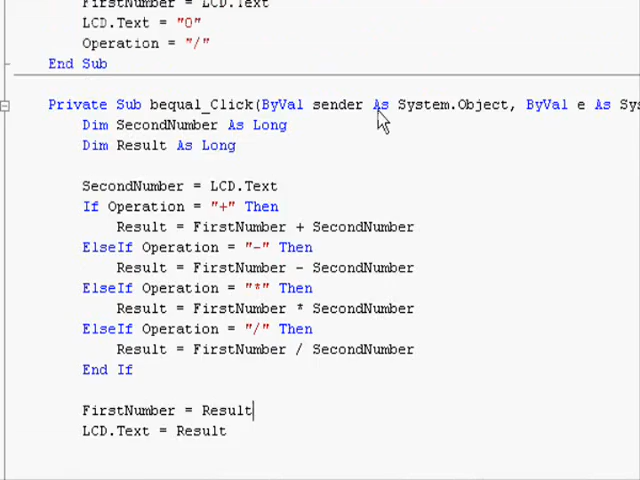 FirstNumber = LCD.Text
LCD.Text = "0"
Operation = "/"
End Sub
Private Sub bequal_Click(ByVal sender As System.Object, ByVal e As Sys
Dim SecondNumber As Long
Dim Result As Long
SecondNumber = LCD.Text
If Operation = "+" Then
Result = FirstNumber + SecondNumber
ElseIf Operation = "-" Then
Result = FirstNumber - SecondNumber
ElseIf Operation = "*" Then
Result = FirstNumber * SecondNumber
ElseIf Operation = "/" Then
Result = FirstNumber / SecondNumber
End If
FirstNumber = Result
LCD.Text = Result